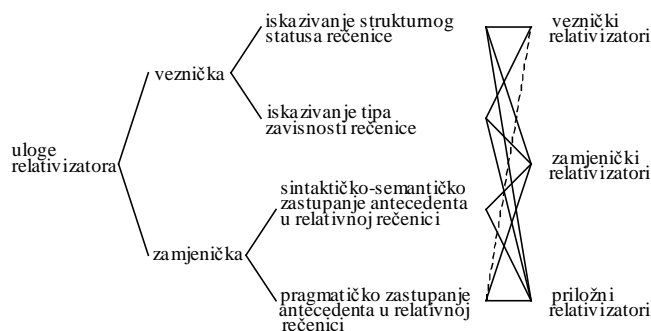 iskazivanje strukturnog
statusa rečenice
veznički
relativizatori
veznička
iskazivanje tipa
zavisnosti rečenice
uloge
relativizatora
zamjenički
relativizatori
sintaktičko-semantičko
zastupanje antecedenta
u relativnoj rečenici
zamjenička
pragmatičko zastupanje
antecedenta u relativnoj
rečenici
priložni
relativizatori